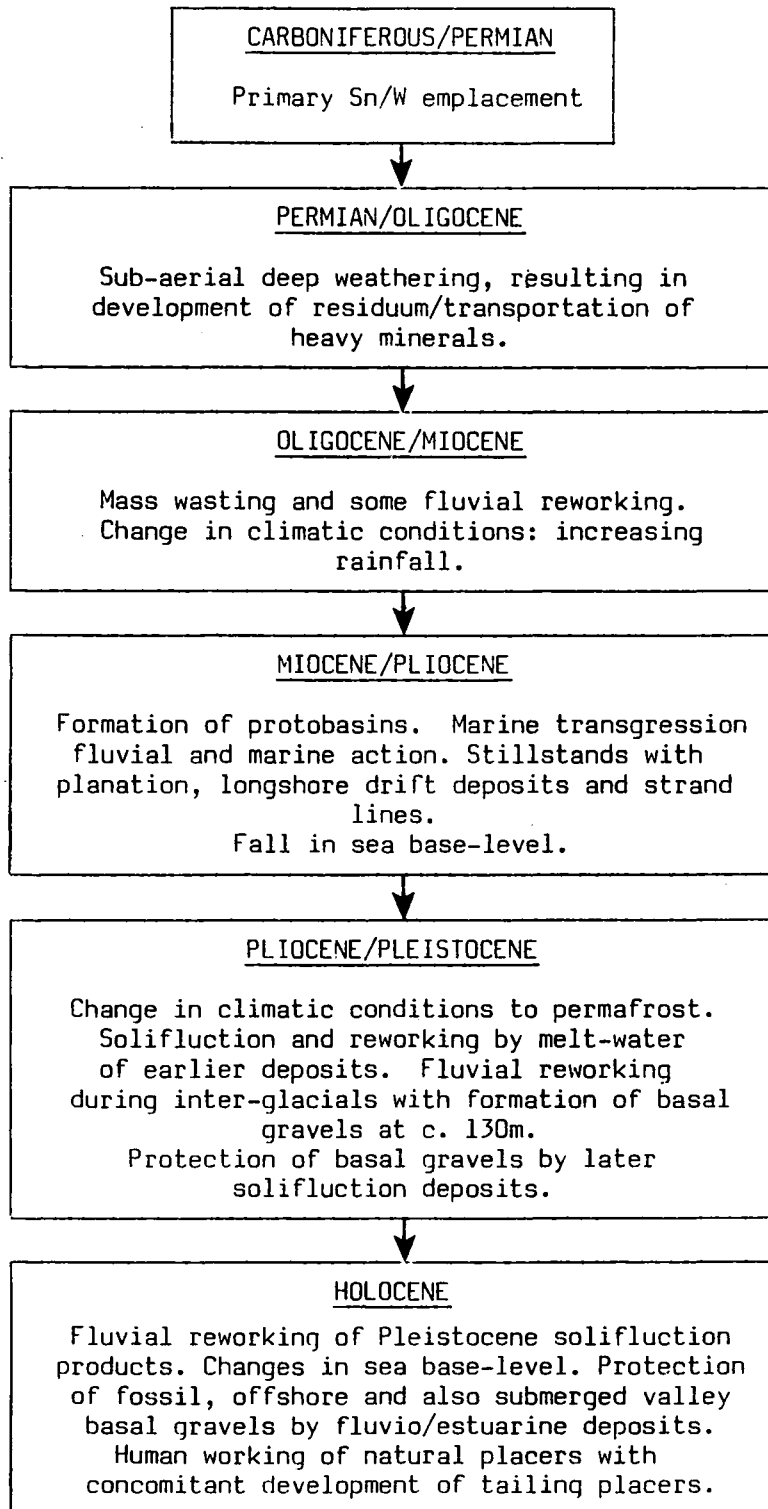 CARBONIFEROUS/PERMIAN
Primary Sn/W emplacement
PERMIAN/OLIGOCENE
Sub-aerial deep weathering, resulting in
development of residuum/transportation of
heavy minerals.
OLIGOCENE/MIOCENE
Mass wasting and some fluvial reworking.
Change in climatic conditions: increasing
rainfall.
MIOCENE/PLIOCENE
Formation of protobasins. Marine transgression
fluvial and marine action. Stillstands with
planation, longshore drift deposits and strand
lines.
Fall in sea base-level.
PLIOCENE/PLEISTOCENE
Change in climatic conditions to permafrost.
Solifluction and reworking by melt-water
of earlier deposits. Fluvial reworking
during inter-glacials with formation of basal
gravels at c. 130m.
Protection of basal gravels by later
solifluction deposits.
HOLOCENE
Fluvial reworking of Pleistocene solifluction
products. Changes in sea base-level. Protection
of fossil, offshore and also submerged valley
basal gravels by fluvio/estuarine deposits.
Human working of natural placers with
concomitant development of tailing placers.